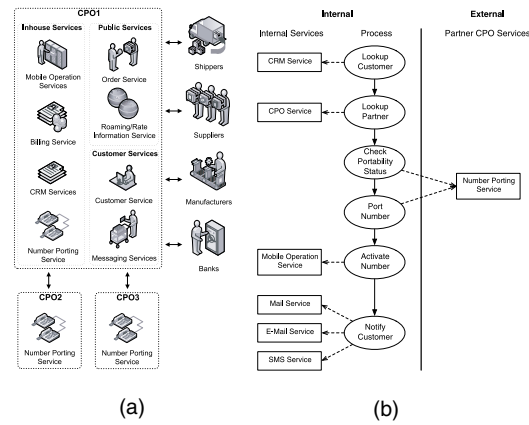 CPO1
Inhouse Services
Mobile Operation
Services
Billing Service
CRM Services
Number Porting
Service
Public Services
Order Service
Roaming/Rate
Information Service
Customer Services
Customer Service
Messaging Services
Shippers
Suppliers
Manufacturers
Banks
CPO2
Number Porting
Service
CPO3
Number Porting
Service
(a)
Internal
External
Internal Services
Process
Partner CPO Services
CRM Service
Lookup
Customer
CPO Service
Lookup
Partner
Check
Portability
Status
Number Porting
Service
Port
Number
Mobile Operation
Service
Activate
Number
Mail Service
E-Mail Service
SMS Service
Notify
Customer
(b)